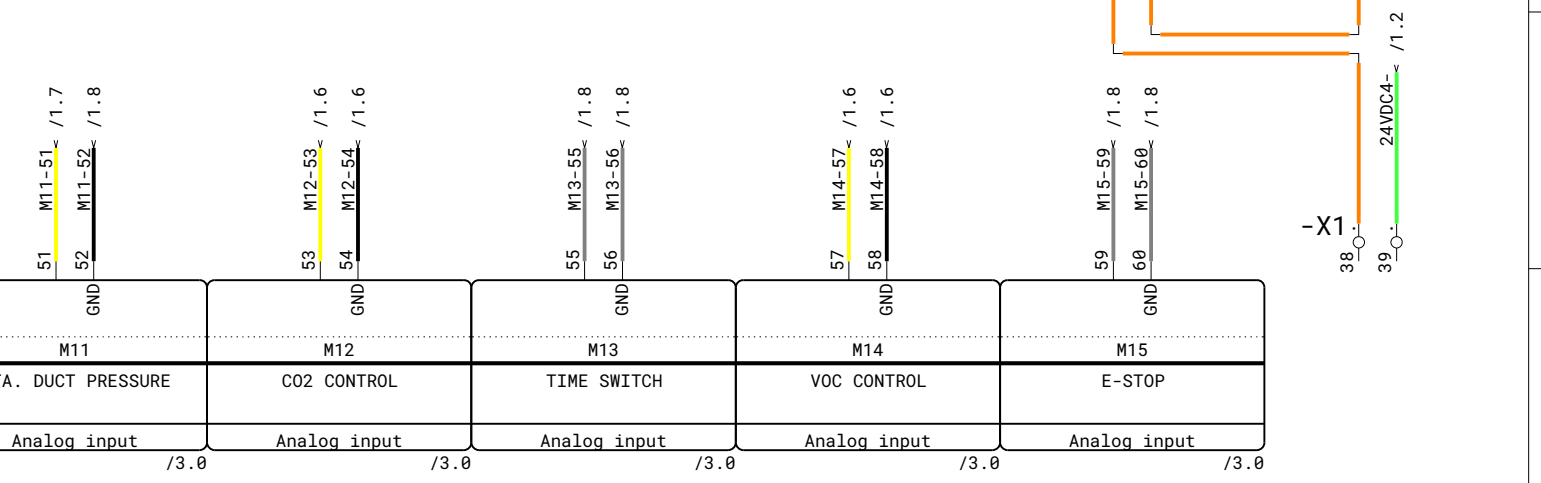 /1.2
/1.7 /1.8 /1.6 /1.6 /1.8 /1.8 /1.6 /1.6 /1.8 /1.8
24VDC4-
M11-51 M11-52 M12-53 M12-54 M13-55 M13-56 M14-57 M14-58 M15-59 M15-60
-X1
51 52 53 54 55 56 57 58 59 60 38 39
GND GND GND GND GND
M11 M12 M13 M14 M15
A. DUCT PRESSURE CO2 CONTROL TIME SWITCH VOC CONTROL E-STOP
Analog input Analog input Analog input Analog input Analog input
/3.0 /3.0 /3.0 /3.0 /3.0